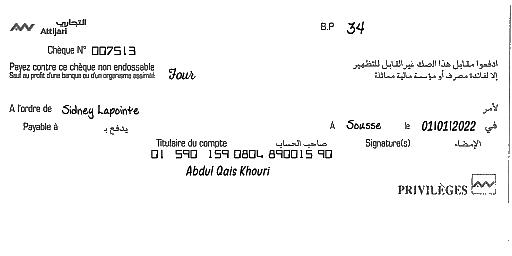 التجاري
Attijari
B.P 34
Chèque N° 007513
Payez contre ce chèque non endossable
ادفعوا مقابل هذا الصك غير القابل للتظهير
Sauf au profit d'une banque ou d'un organisme assimilé
Four
إلا لفائدة مصرف أو مؤسسة مالية مماثلة
A l'ordre de Sidney Lapointe
لأمر
Payable à يدفع بـ
A Sousse le 01/01/2022 في
Titulaire du compte صاحب الحساب
Signature(s) الإمضاء
01 590 159 0804 890015 90
Abdul Qais Khouri
PRIVILÈGES